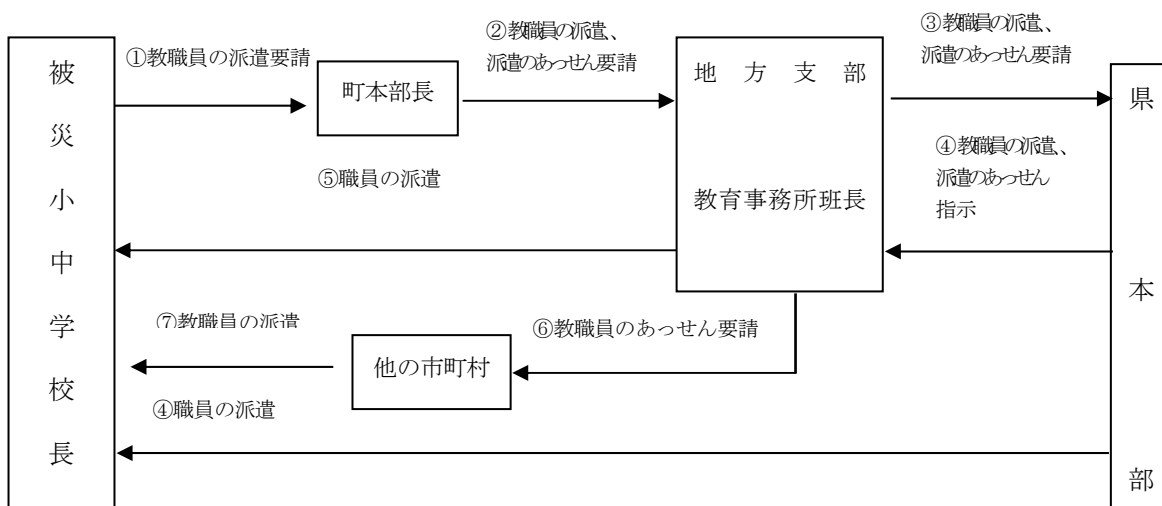 被災小中学校長
①教職員の派遣要請
町本部長
②教職員の派遣、
派遣のあっせん要請
地方支部
教育事務所班長
③教職員の派遣、
派遣のあっせん要請
県本部
④教職員の派遣、
派遣のあっせん
指示
⑤職員の派遣
⑥教職員のあっせん要請
⑦教職員の派遣
他の市町村
④職員の派遣